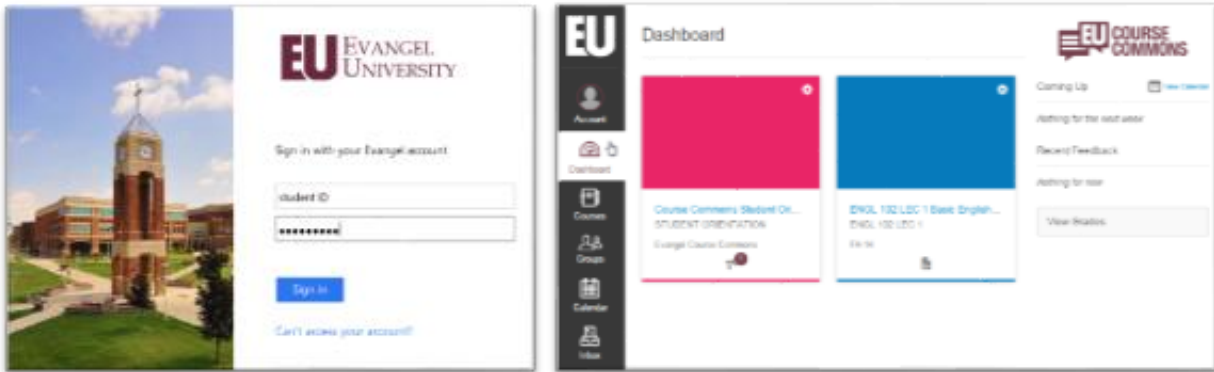 EU EVANGEL UNIVERSITY
Sign in with your Evangel account
student ID
•••••••••
Sign in
Can't access your account?
EU
Account
Dashboard
Courses
Groups
Calendar
Inbox
Dashboard
Course Commons Student Ori...
STUDENT ORIENTATION
Evangel Course Commons
ENGL 102 LEC 1 Basic English...
ENGL 102 LEC 1
EU COURSE COMMONS
Coming Up
View Calendar
Nothing for the next week
Recent Feedback
Nothing for now
View Grades